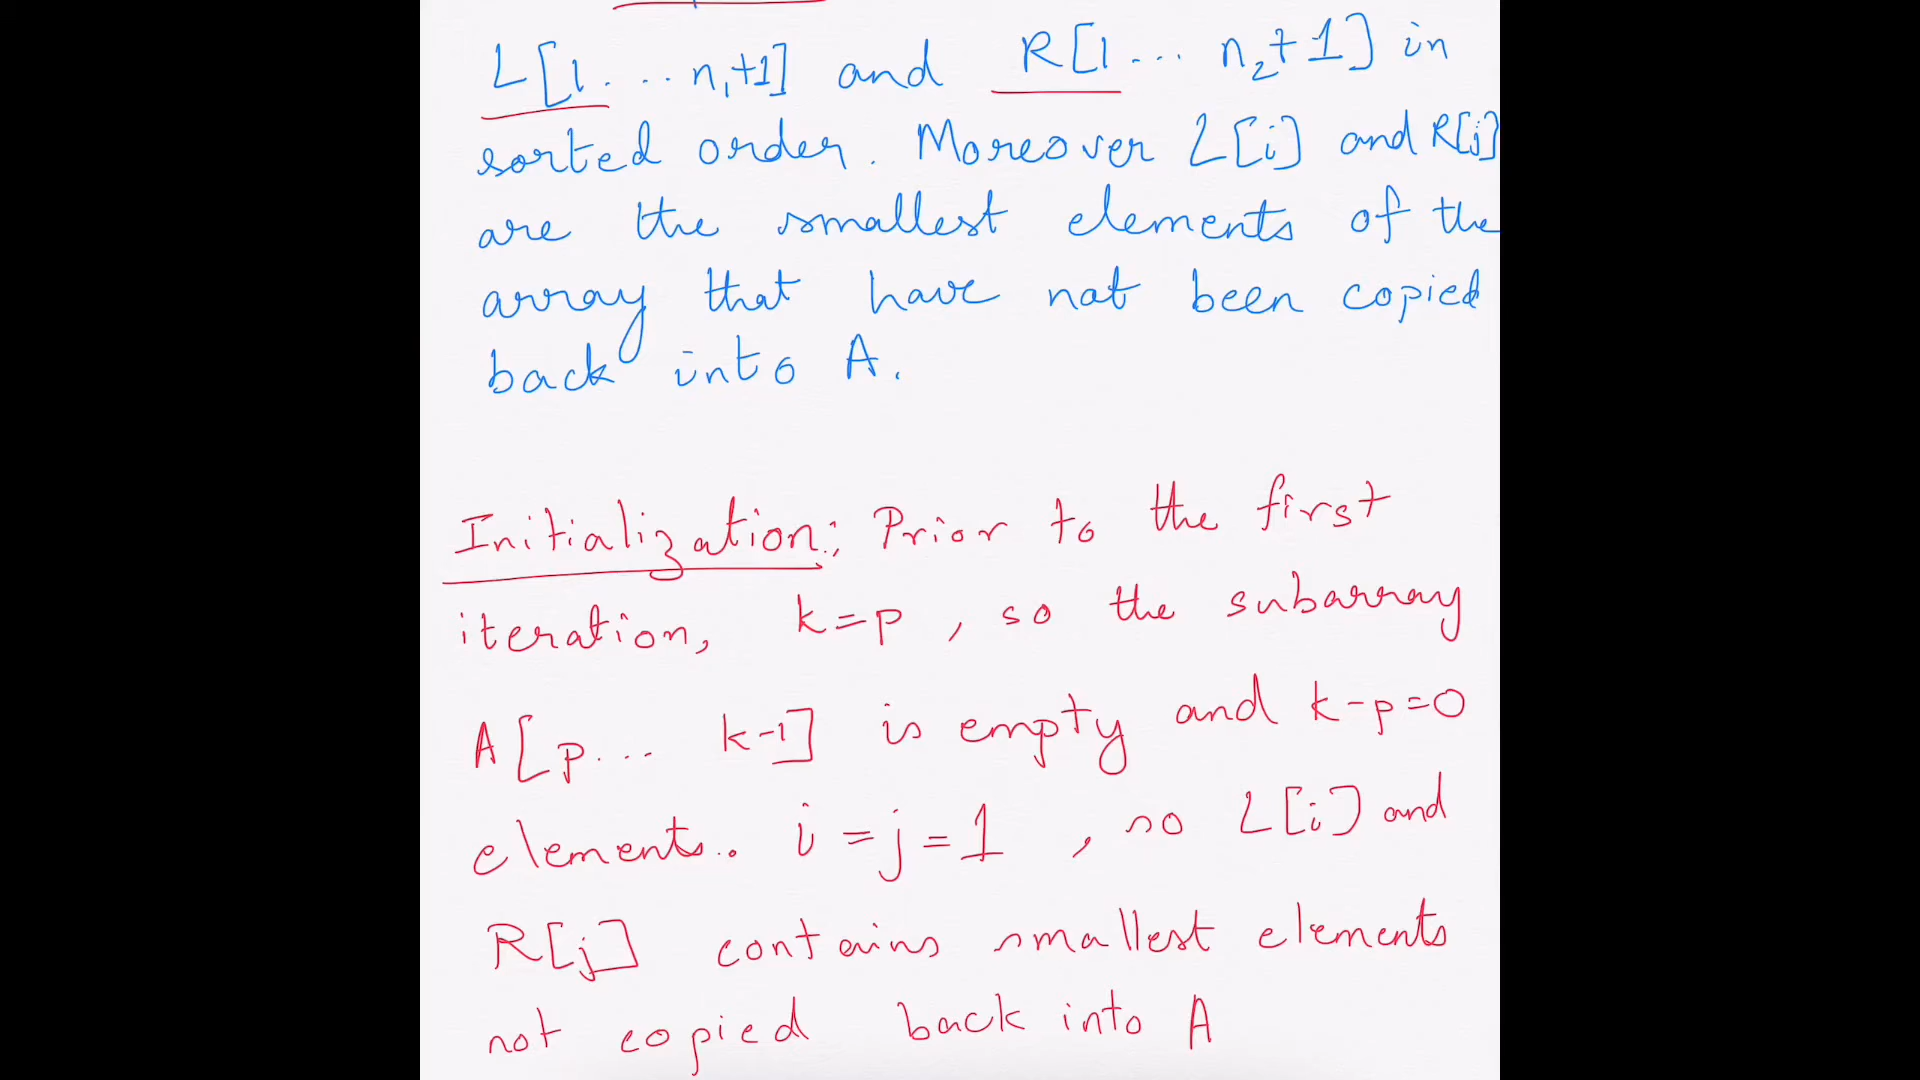 L[1... n₁+1] and R[1... n₂+1] in
sorted order. Moreover L[i] and R[j]
are the smallest elements of the
array that have not been copied
back into A.
Initialization: Prior to the first
iteration, k=p, so the subarray
A[p... k-1] is empty and k-p=0
elements.. i=j=1, so L[i] and
R[j] contains smallest elements
not copied back into A